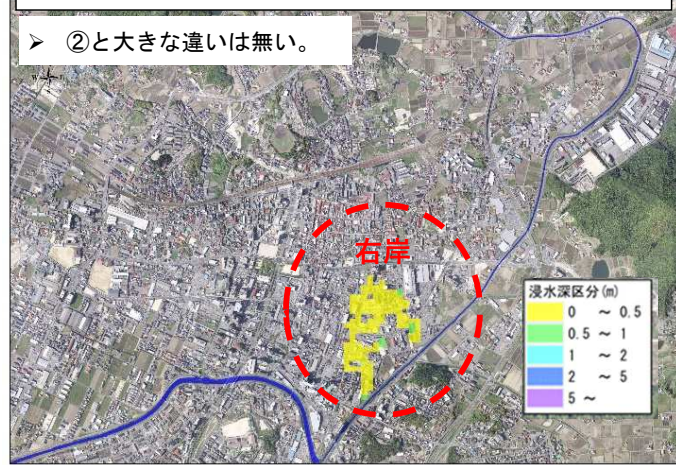 ➢ ②と大きな違いは無い。
右岸
浸水深区分(m)
0 ～ 0.5
0.5 ～ 1
1 ～ 2
2 ～ 5
5 ～